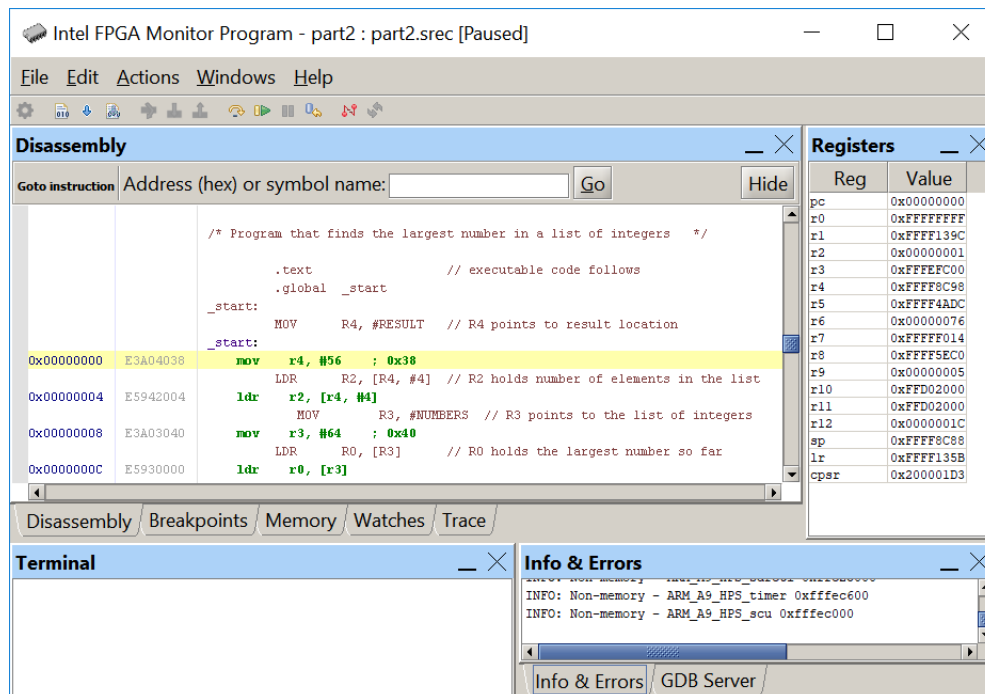 Intel FPGA Monitor Program - part2 : part2.srec [Paused]
File Edit Actions Windows Help
Disassembly
Goto instruction Address (hex) or symbol name: Go Hide
/* Program that finds the largest number in a list of integers */
.text // executable code follows
.global _start
_start:
MOV R4, #RESULT // R4 points to result location
_start:
0x00000000 E3A04038 mov r4, #56 ; 0x38
LDR R2, [R4, #4] // R2 holds number of elements in the list
0x00000004 E5942004 ldr r2, [r4, #4]
MOV R3, #NUMBERS // R3 points to the list of integers
0x00000008 E3A03040 mov r3, #64 ; 0x40
LDR R0, [R3] // R0 holds the largest number so far
0x0000000C E5930000 ldr r0, [r3]
Disassembly Breakpoints Memory Watches Trace
Registers
Reg Value
pc 0x00000000
r0 0xFFFFFFFF
r1 0xFFFF139C
r2 0x00000001
r3 0xFFFEFC00
r4 0xFFFF8C98
r5 0xFFFF4ADC
r6 0x00000076
r7 0xFFFFF014
r8 0xFFFF5EC0
r9 0x00000005
r10 0xFFD02000
r11 0xFFD02000
r12 0x0000001C
sp 0xFFFF8C88
lr 0xFFFF135B
cpsr 0x200001D3
Terminal
Info & Errors
INFO: Non-memory - ARM_A9_HPS_timer 0xfffec600
INFO: Non-memory - ARM_A9_HPS_scu 0xfffec000
Info & Errors GDB Server